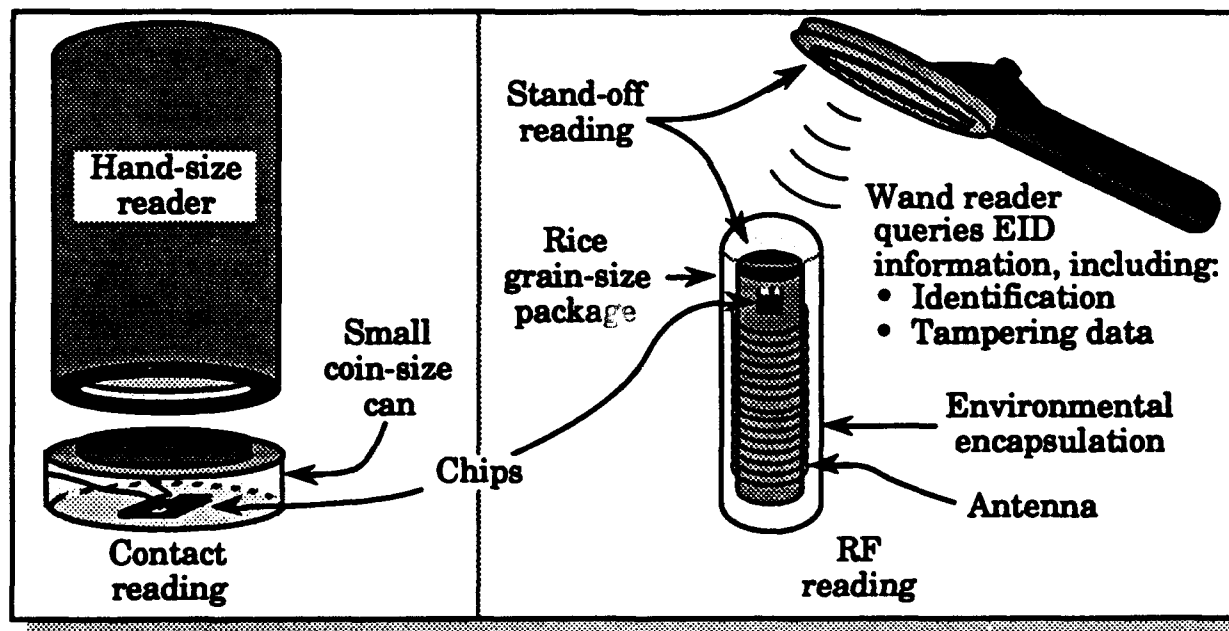 Hand-size
reader
Small
coin-size
can
Contact
reading
Chips
Stand-off
reading
Rice
grain-size
package
Wand reader
queries EID
information, including:
• Identification
• Tampering data
Environmental
encapsulation
Antenna
RF
reading